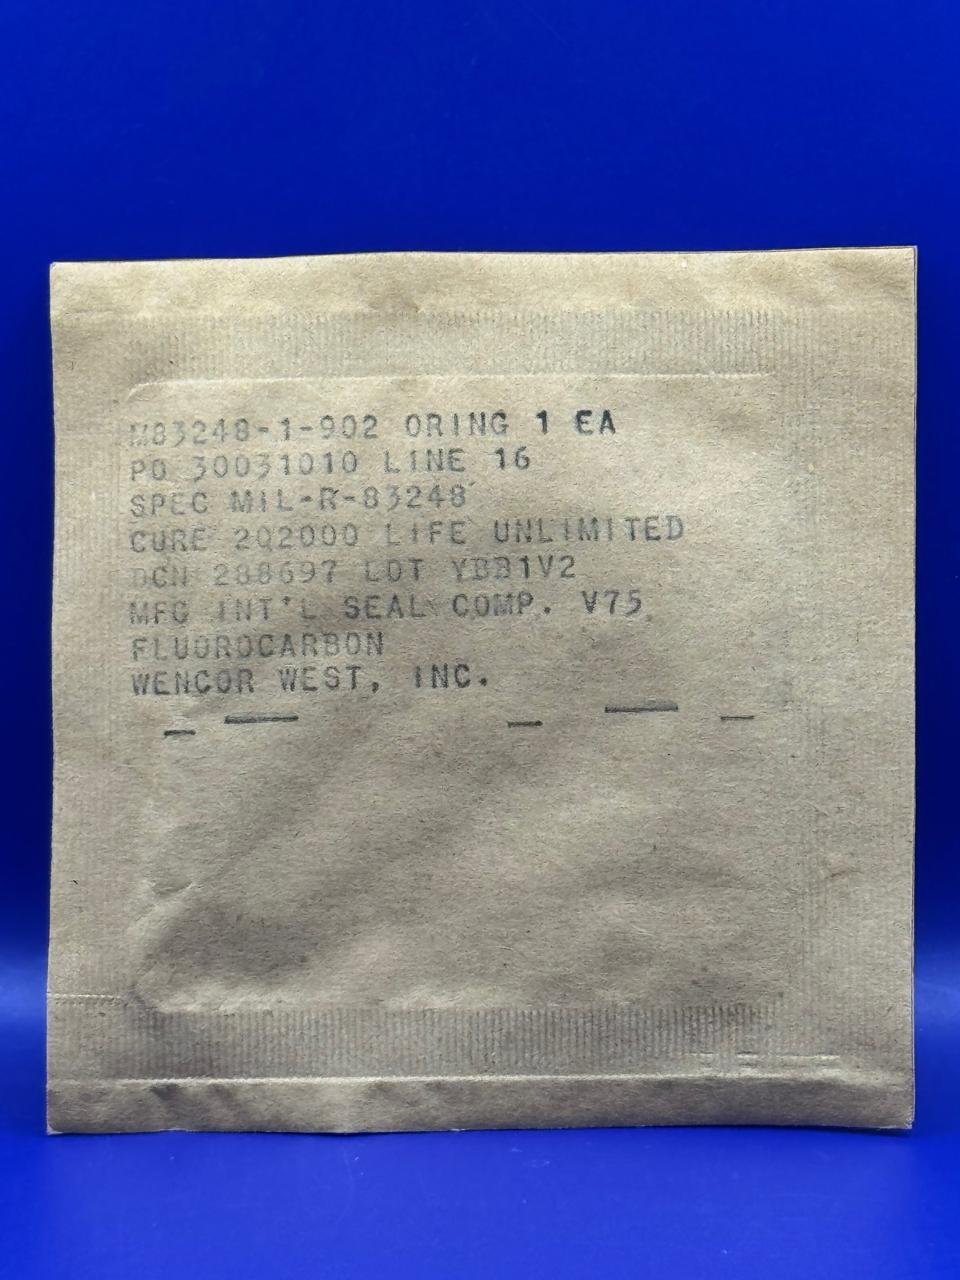 M83248-1-902 ORING 1 EA
PO 30031010 LINE 16
SPEC MIL-R-83248
CURE 2Q2000 LIFE UNLIMITED
DCN 288697 LOT YBB1V2
MFG INT'L SEAL COMP. V75
FLUOROCARBON
WENCOR WEST, INC.